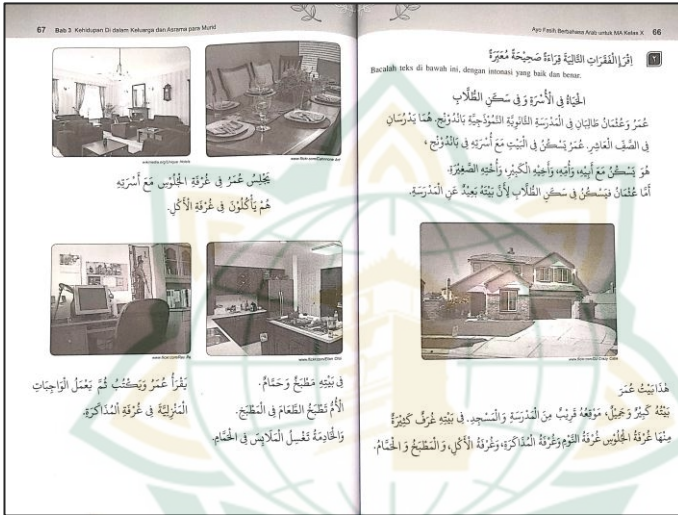 Ayo Fasih Berbahasa Arab untuk MA Kelas X 66
٢ اِقْرَإِ الْفَقَرَاتِ التَّالِيَةَ قِرَاءَةً صَحِيْحَةً مُعَبِّرَةً
Bacalah teks di bawah ini, dengan intonasi yang baik dan benar.
الْحَيَاةُ فِي الْأُسْرَةِ وَفِي سَكَنِ الطُّلَّابِ
عُمَرُ وَعُثْمَانُ طَالِبَانِ فِي الْمَدْرَسَةِ الثَّانَوِيَّةِ النَّمُوْذَجِيَّةِ بَانْدُوْنْج. هُمَا يَدْرُسَانِ
فِي الصَّفِّ الْعَاشِرِ. عُمَرُ يَسْكُنُ فِي الْبَيْتِ مَعَ أُسْرَتِهِ فِي بَانْدُوْنْج ،
هُوَ يَسْكُنُ مَعَ أَبِيْهِ، وَأُمِّهِ، وَأَخِيْهِ الْكَبِيْرِ، وَأُخْتِهِ الصَّغِيْرَةِ.
أَمَّا عُثْمَانُ فَيَسْكُنُ فِي سَكَنِ الطُّلَّابِ لِأَنَّ بَيْتَهُ بَعِيْدٌ عَنِ الْمَدْرَسَةِ.
هٰذَا بَيْتُ عُمَرَ
بَيْتُهُ كَبِيْرٌ وَجَمِيْلٌ، مَوْقِعُهُ قَرِيْبٌ مِنَ الْمَدْرَسَةِ وَالْمَسْجِدِ. فِي بَيْتِهِ غُرَفٌ كَثِيْرَةٌ
مِنْهَا غُرْفَةُ الْجُلُوْسِ غُرْفَةُ النَّوْمِ وَغُرْفَةُ الْمُذَاكَرَةِ، وَغُرْفَةُ الْأَكْلِ، وَالْمَطْبَخُ وَ الْحَمَّامُ.
67 Bab 3 Kehidupan Di dalam Keluarga dan Asrama para Murid
يَجْلِسُ عُمَرُ فِي غُرْفَةِ الْجُلُوْسِ مَعَ أُسْرَتِهِ
هُمْ يَأْكُلُوْنَ فِي غُرْفَةِ الْأَكْلِ.
فِي بَيْتِهِ مَطْبَخٌ وَحَمَّامٌ.
الْأُمُّ تَطْبَخُ الطَّعَامَ فِي الْمَطْبَخِ.
وَالْخَادِمَةُ تَغْسِلُ الْمَلَابِسَ فِي الْحَمَّامِ.
يَقْرَأُ عُمَرُ وَيَكْتُبُ ثُمَّ يَعْمَلُ الْوَاجِبَاتِ
الْمَنْزِلِيَّةَ فِي غُرْفَةِ الْمُذَاكَرَةِ.